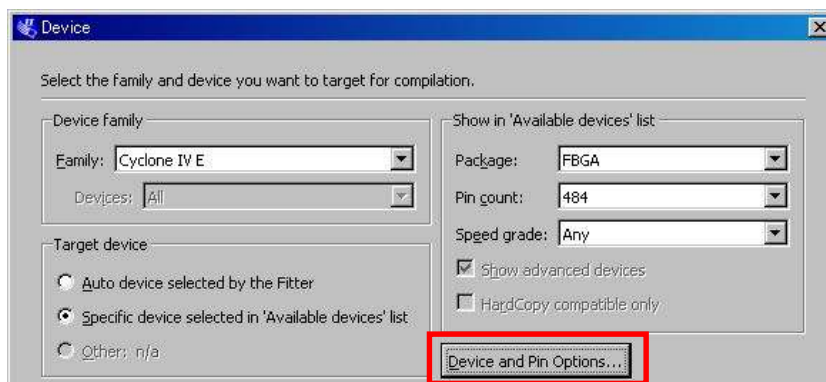 Device
Select the family and device you want to target for compilation.
Device family
Family: Cyclone IV E
Devices: All
Target device
Auto device selected by the Fitter
Specific device selected in 'Available devices' list
Other: n/a
Show in 'Available devices' list
Package: FBGA
Pin count: 484
Speed grade: Any
Show advanced devices
HardCopy compatible only
Device and Pin Options...